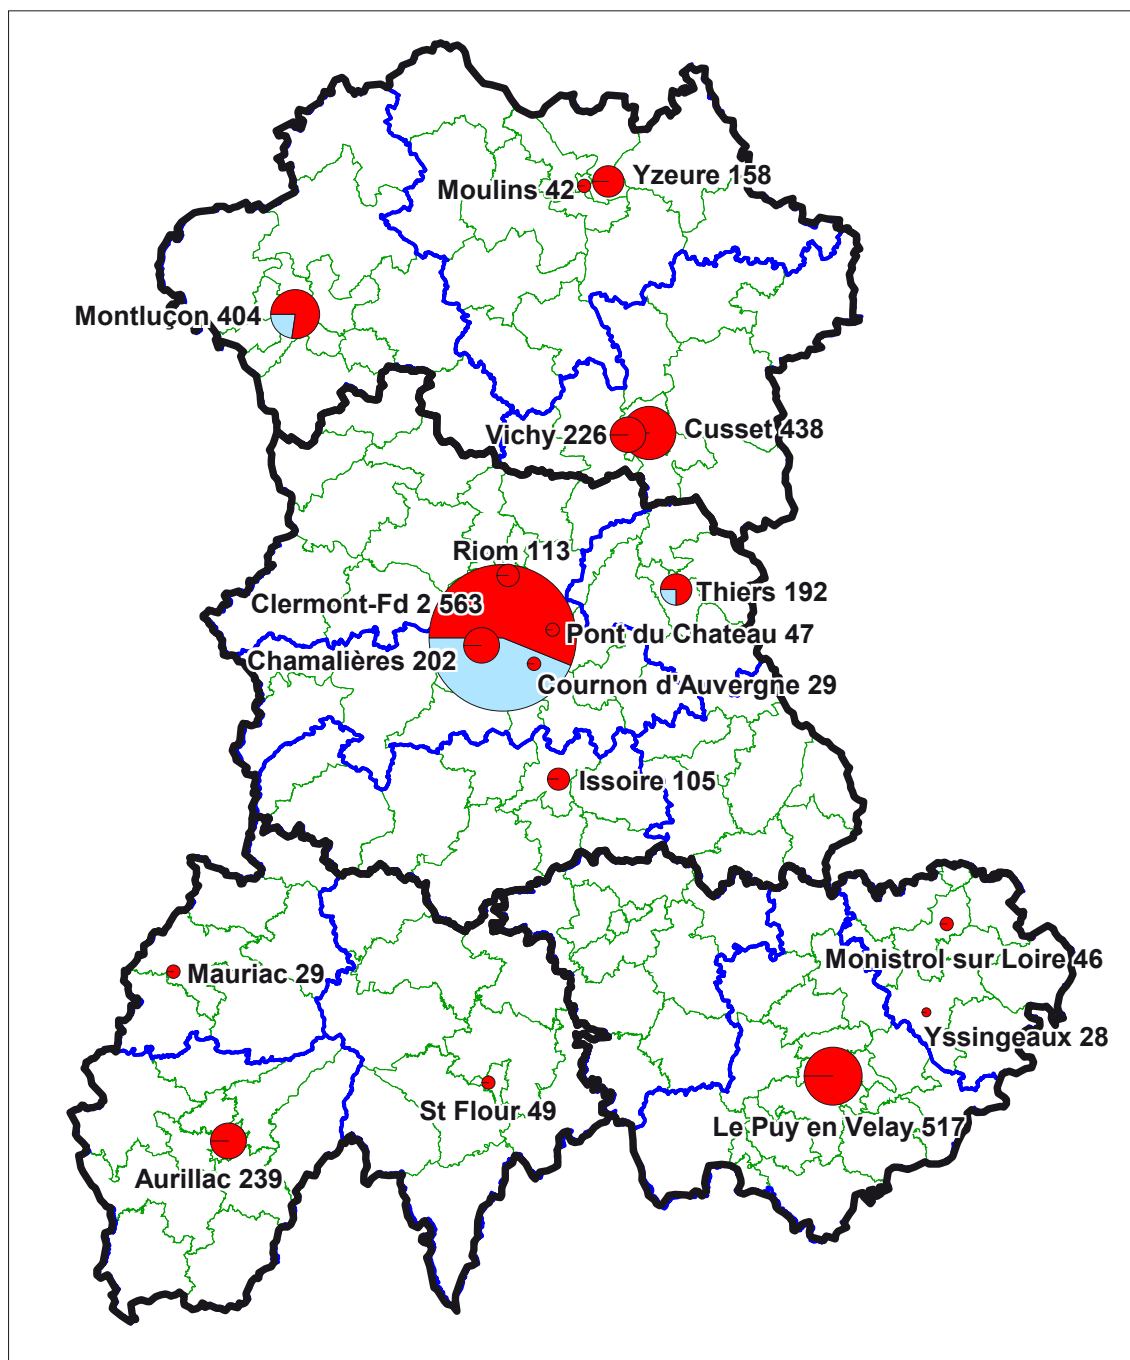 Yzeure 158
Moulins 42
Montluçon 404
Vichy 226
Cusset 438
Riom 113
Thiers 192
Clermont-Fd 2 563
Pont du Chateau 47
Chamalières 202
Cournon d'Auvergne 29
Issoire 105
Monistrol sur Loire 46
Mauriac 29
Yssingeaux 28
St Flour 49
Le Puy en Velay 517
Aurillac 239